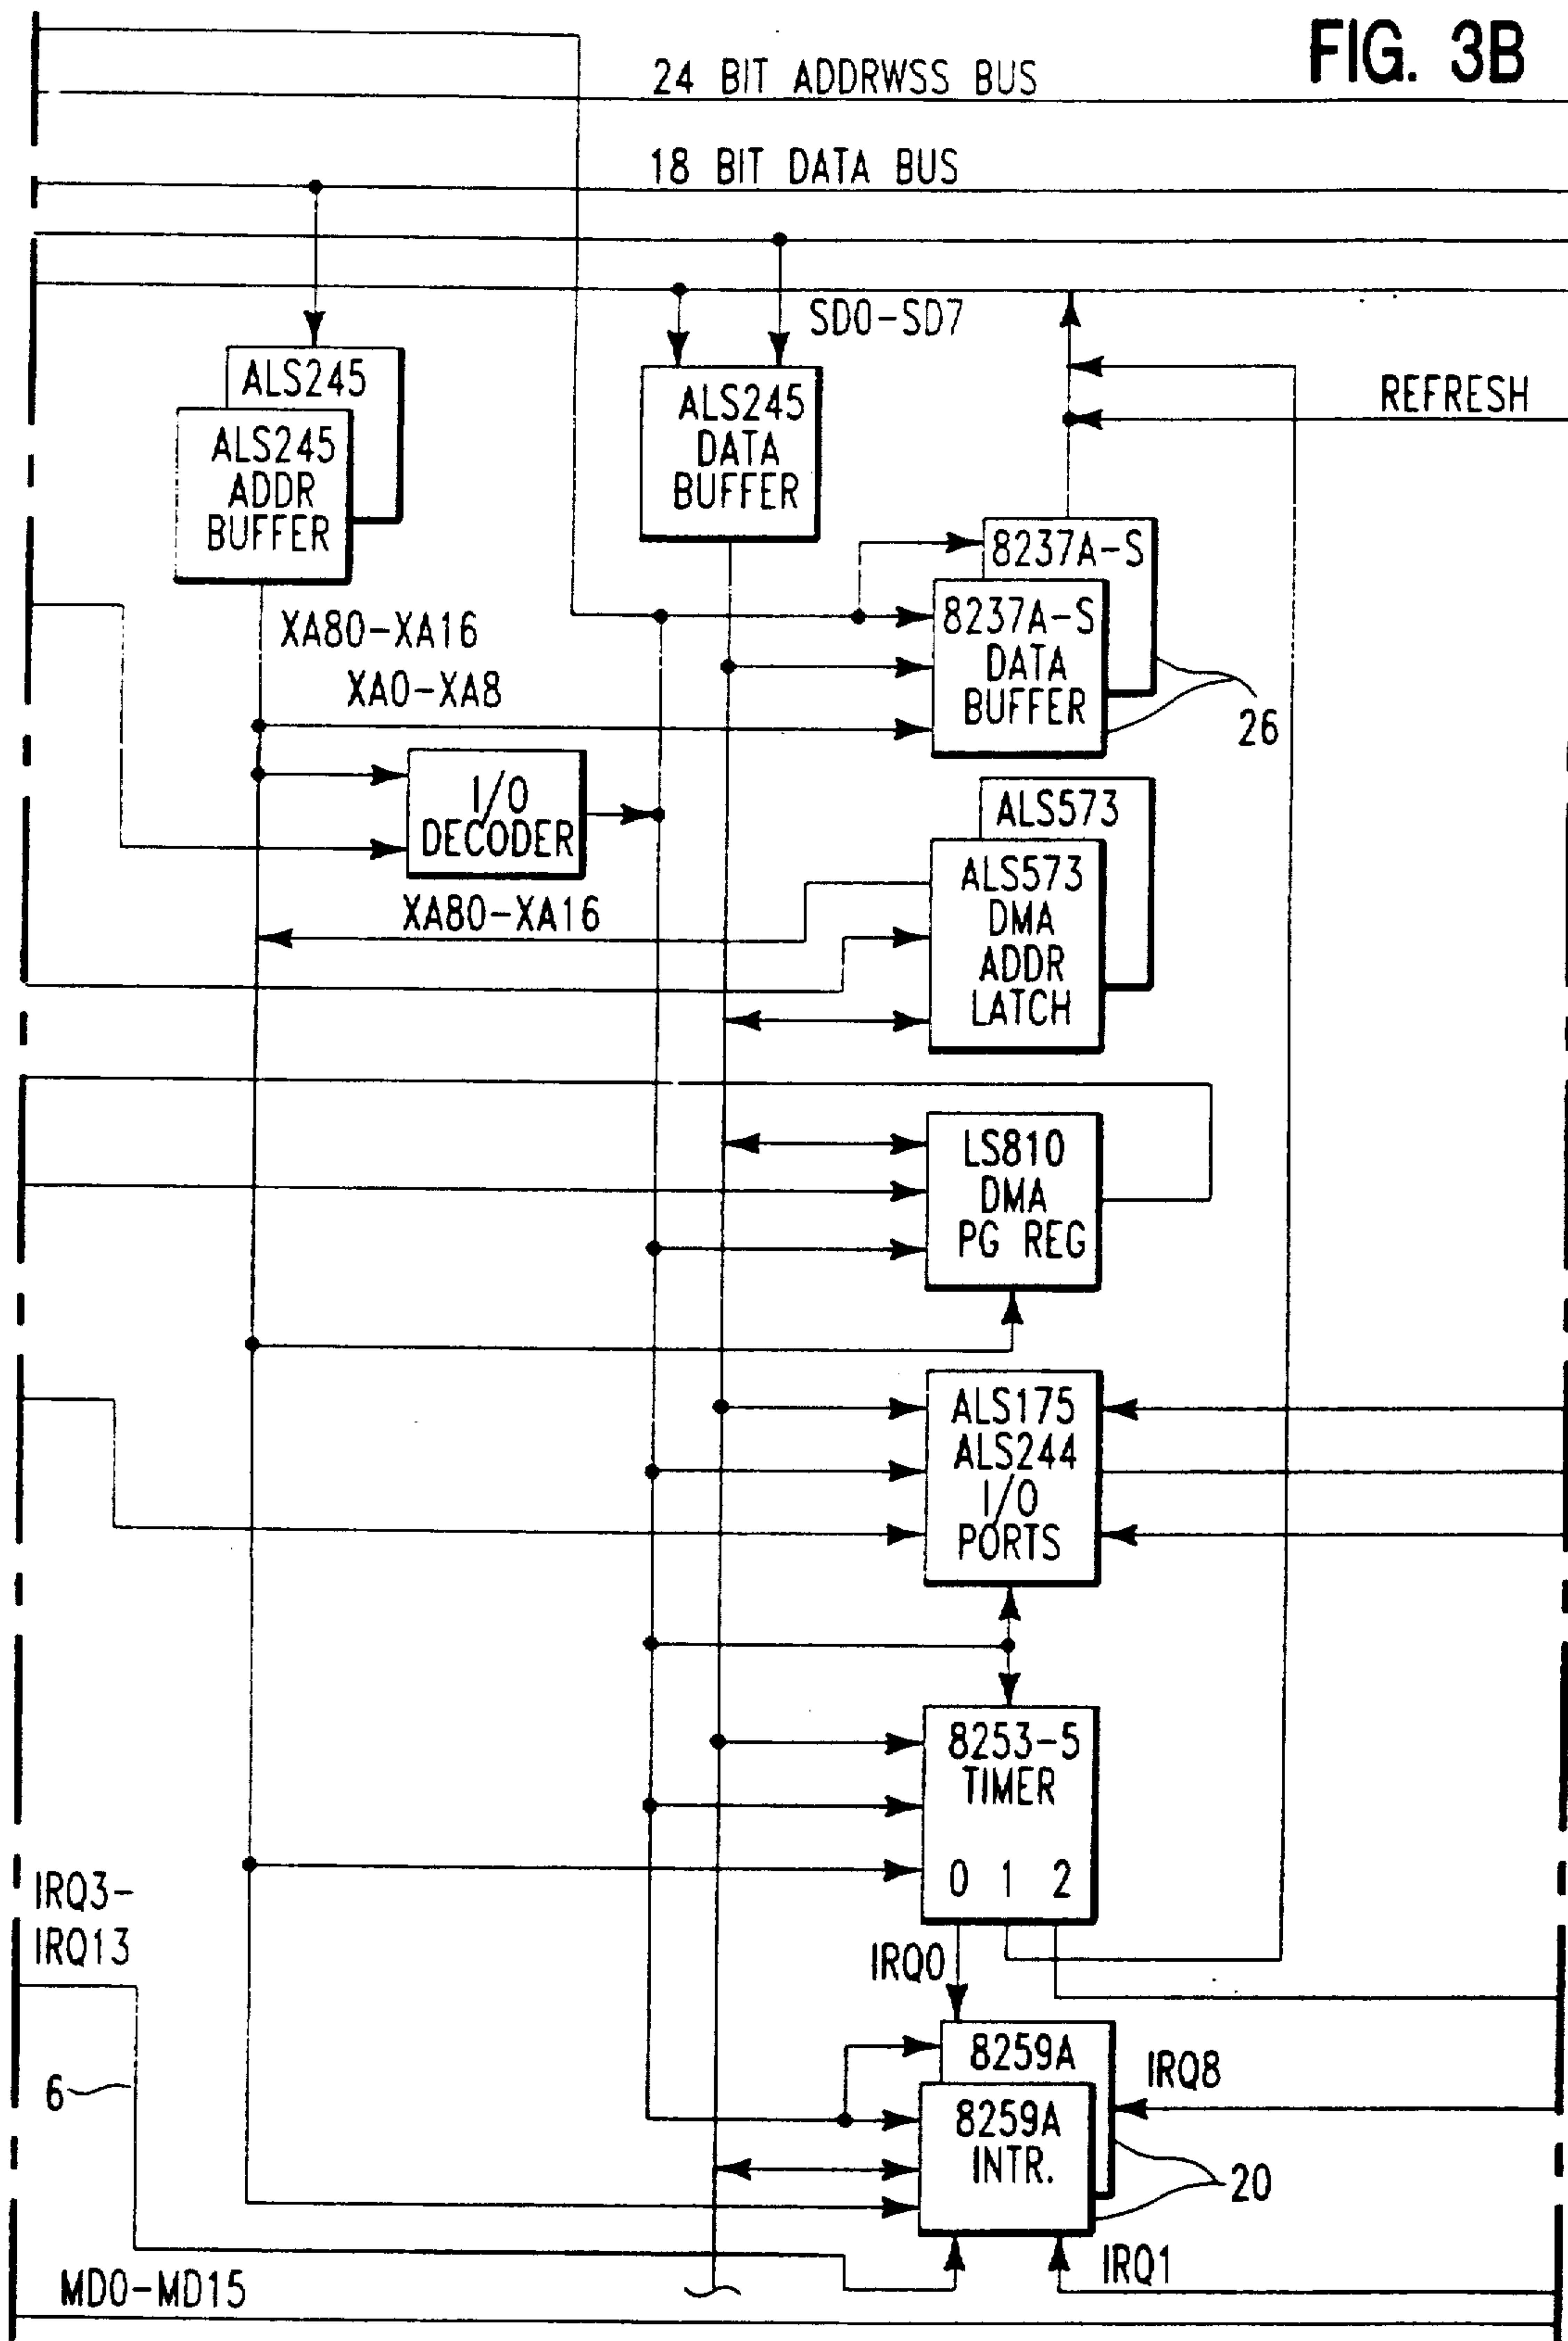 FIG. 3B
24 BIT ADDRWSS BUS
18 BIT DATA BUS
SD0-SD7
ALS245
ALS245
ADDR
BUFFER
ALS245
DATA
BUFFER
REFRESH
8237A-S
8237A-S
DATA
BUFFER
26
XA80-XA16
XA0-XA8
I/O
DECODER
XA80-XA16
ALS573
ALS573
DMA
ADDR
LATCH
LS810
DMA
PG REG
ALS175
ALS244
I/O
PORTS
8253-5
TIMER
0 1 2
IRQ3-
IRQ13
IRQ0
6
8259A
8259A
INTR.
IRQ8
20
IRQ1
MD0-MD15